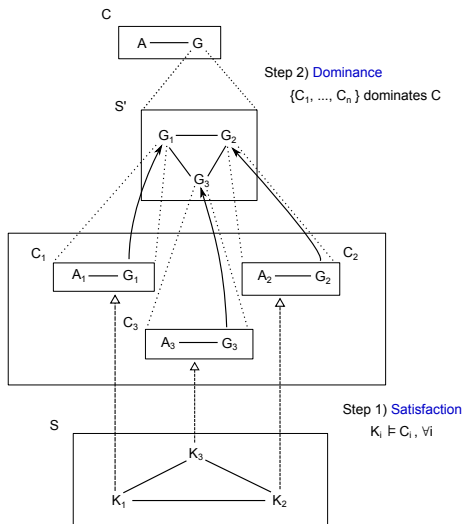 C
A G
Step 2) Dominance
{C₁, ..., Cₙ } dominates C
S'
G₁ G₂
G₃
C₁ C₂
A₁ G₁ A₂ G₂
C₃
A₃ G₃
Step 1) Satisfaction
Kᵢ ⊨ Cᵢ , ∀i
S
K₃
K₁ K₂